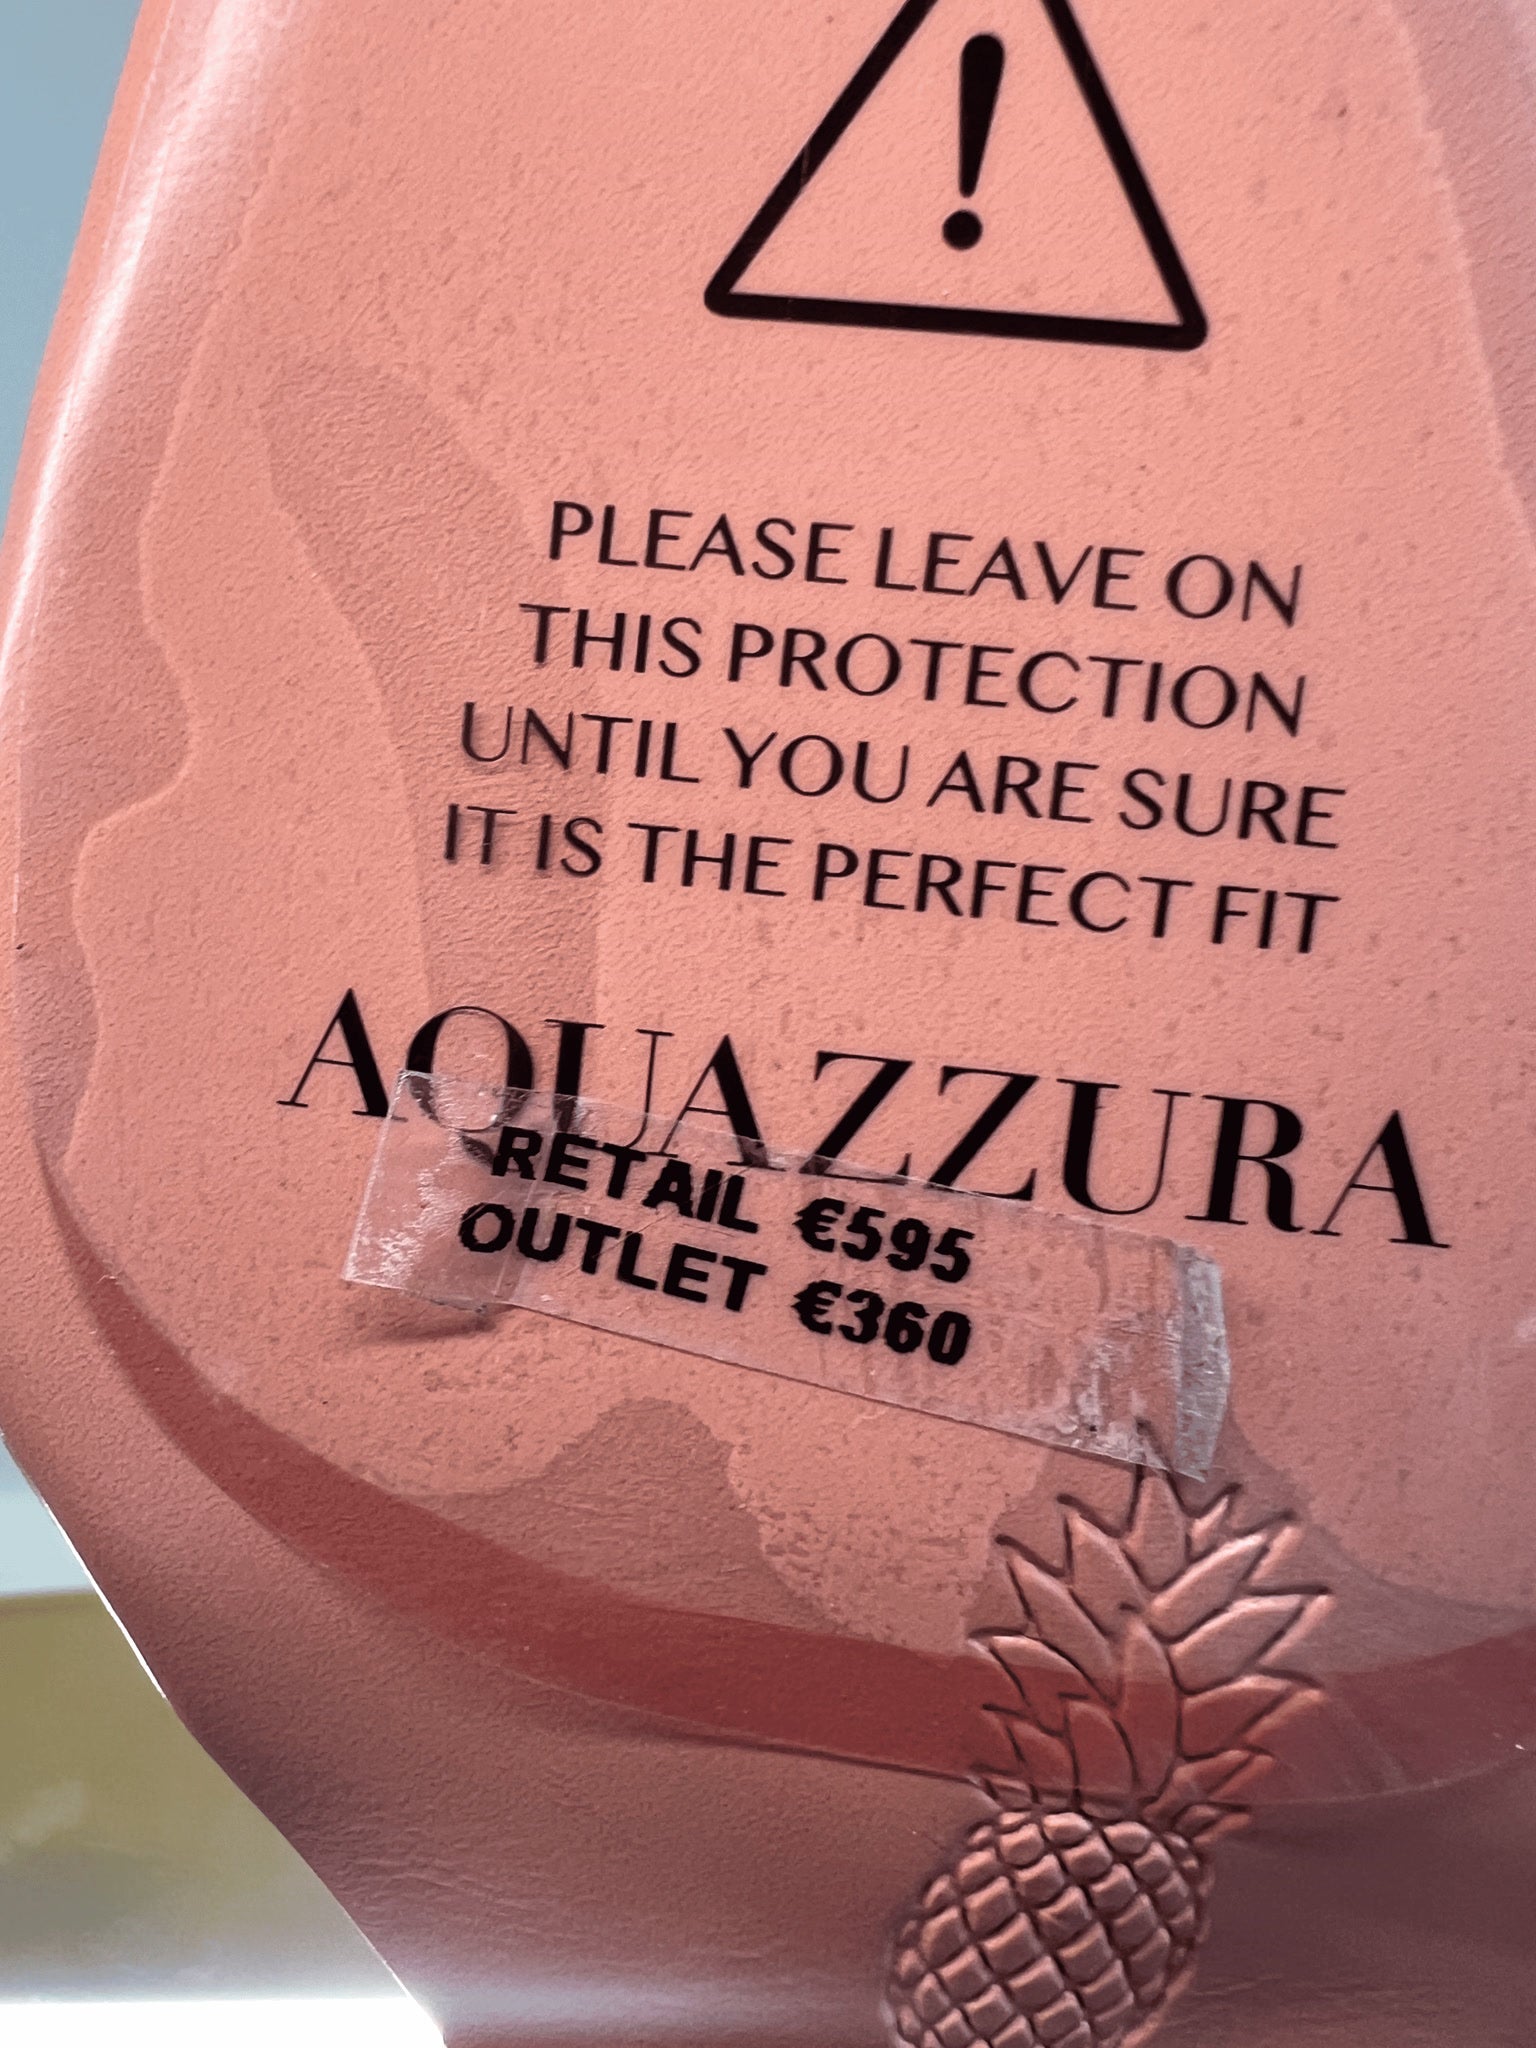 PLEASE LEAVE ON
THIS PROTECTION
UNTIL YOU ARE SURE
IT IS THE PERFECT FIT
AQUAZZURA
RETAIL €595
OUTLET €360